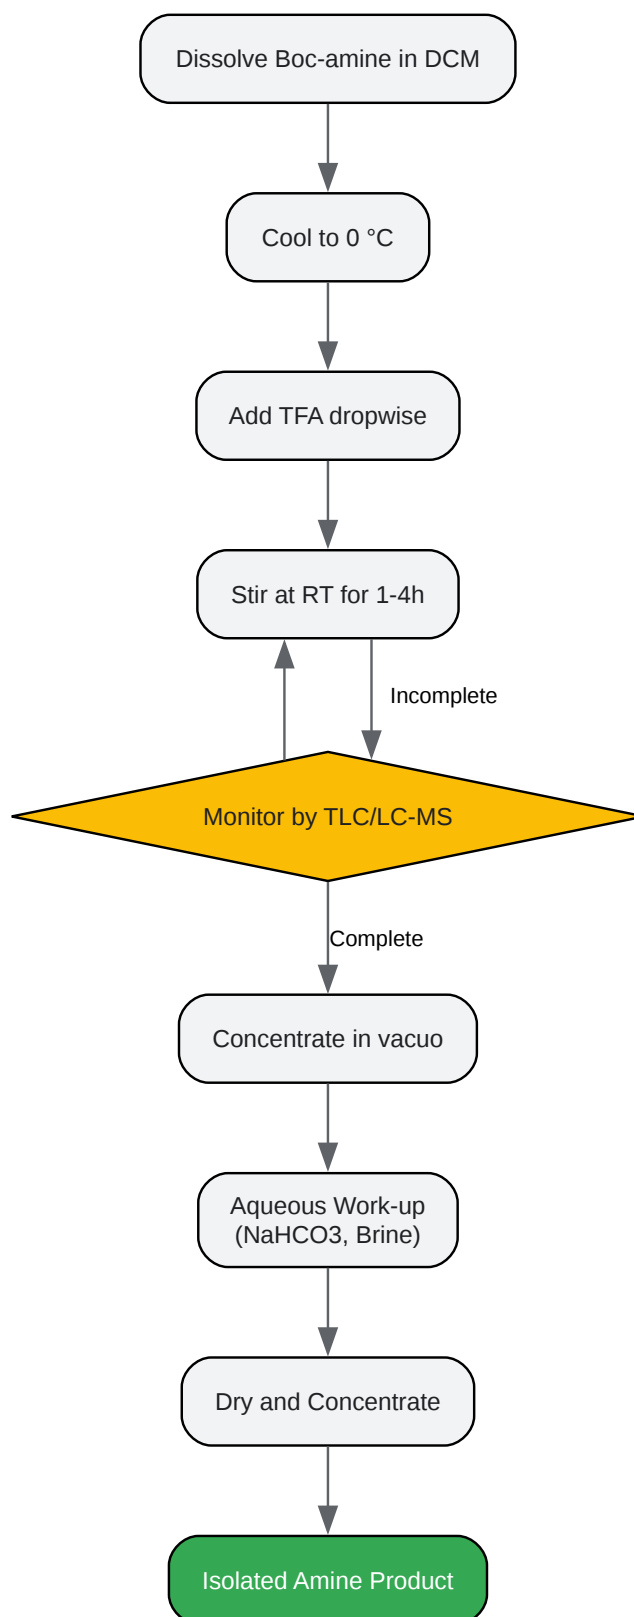 Dissolve Boc-amine in DCM
Cool to 0 °C
Add TFA dropwise
Stir at RT for 1-4h
Incomplete
Monitor by TLC/LC-MS
Complete
Concentrate in vacuo
Aqueous Work-up
(NaHCO3, Brine)
Dry and Concentrate
Isolated Amine Product